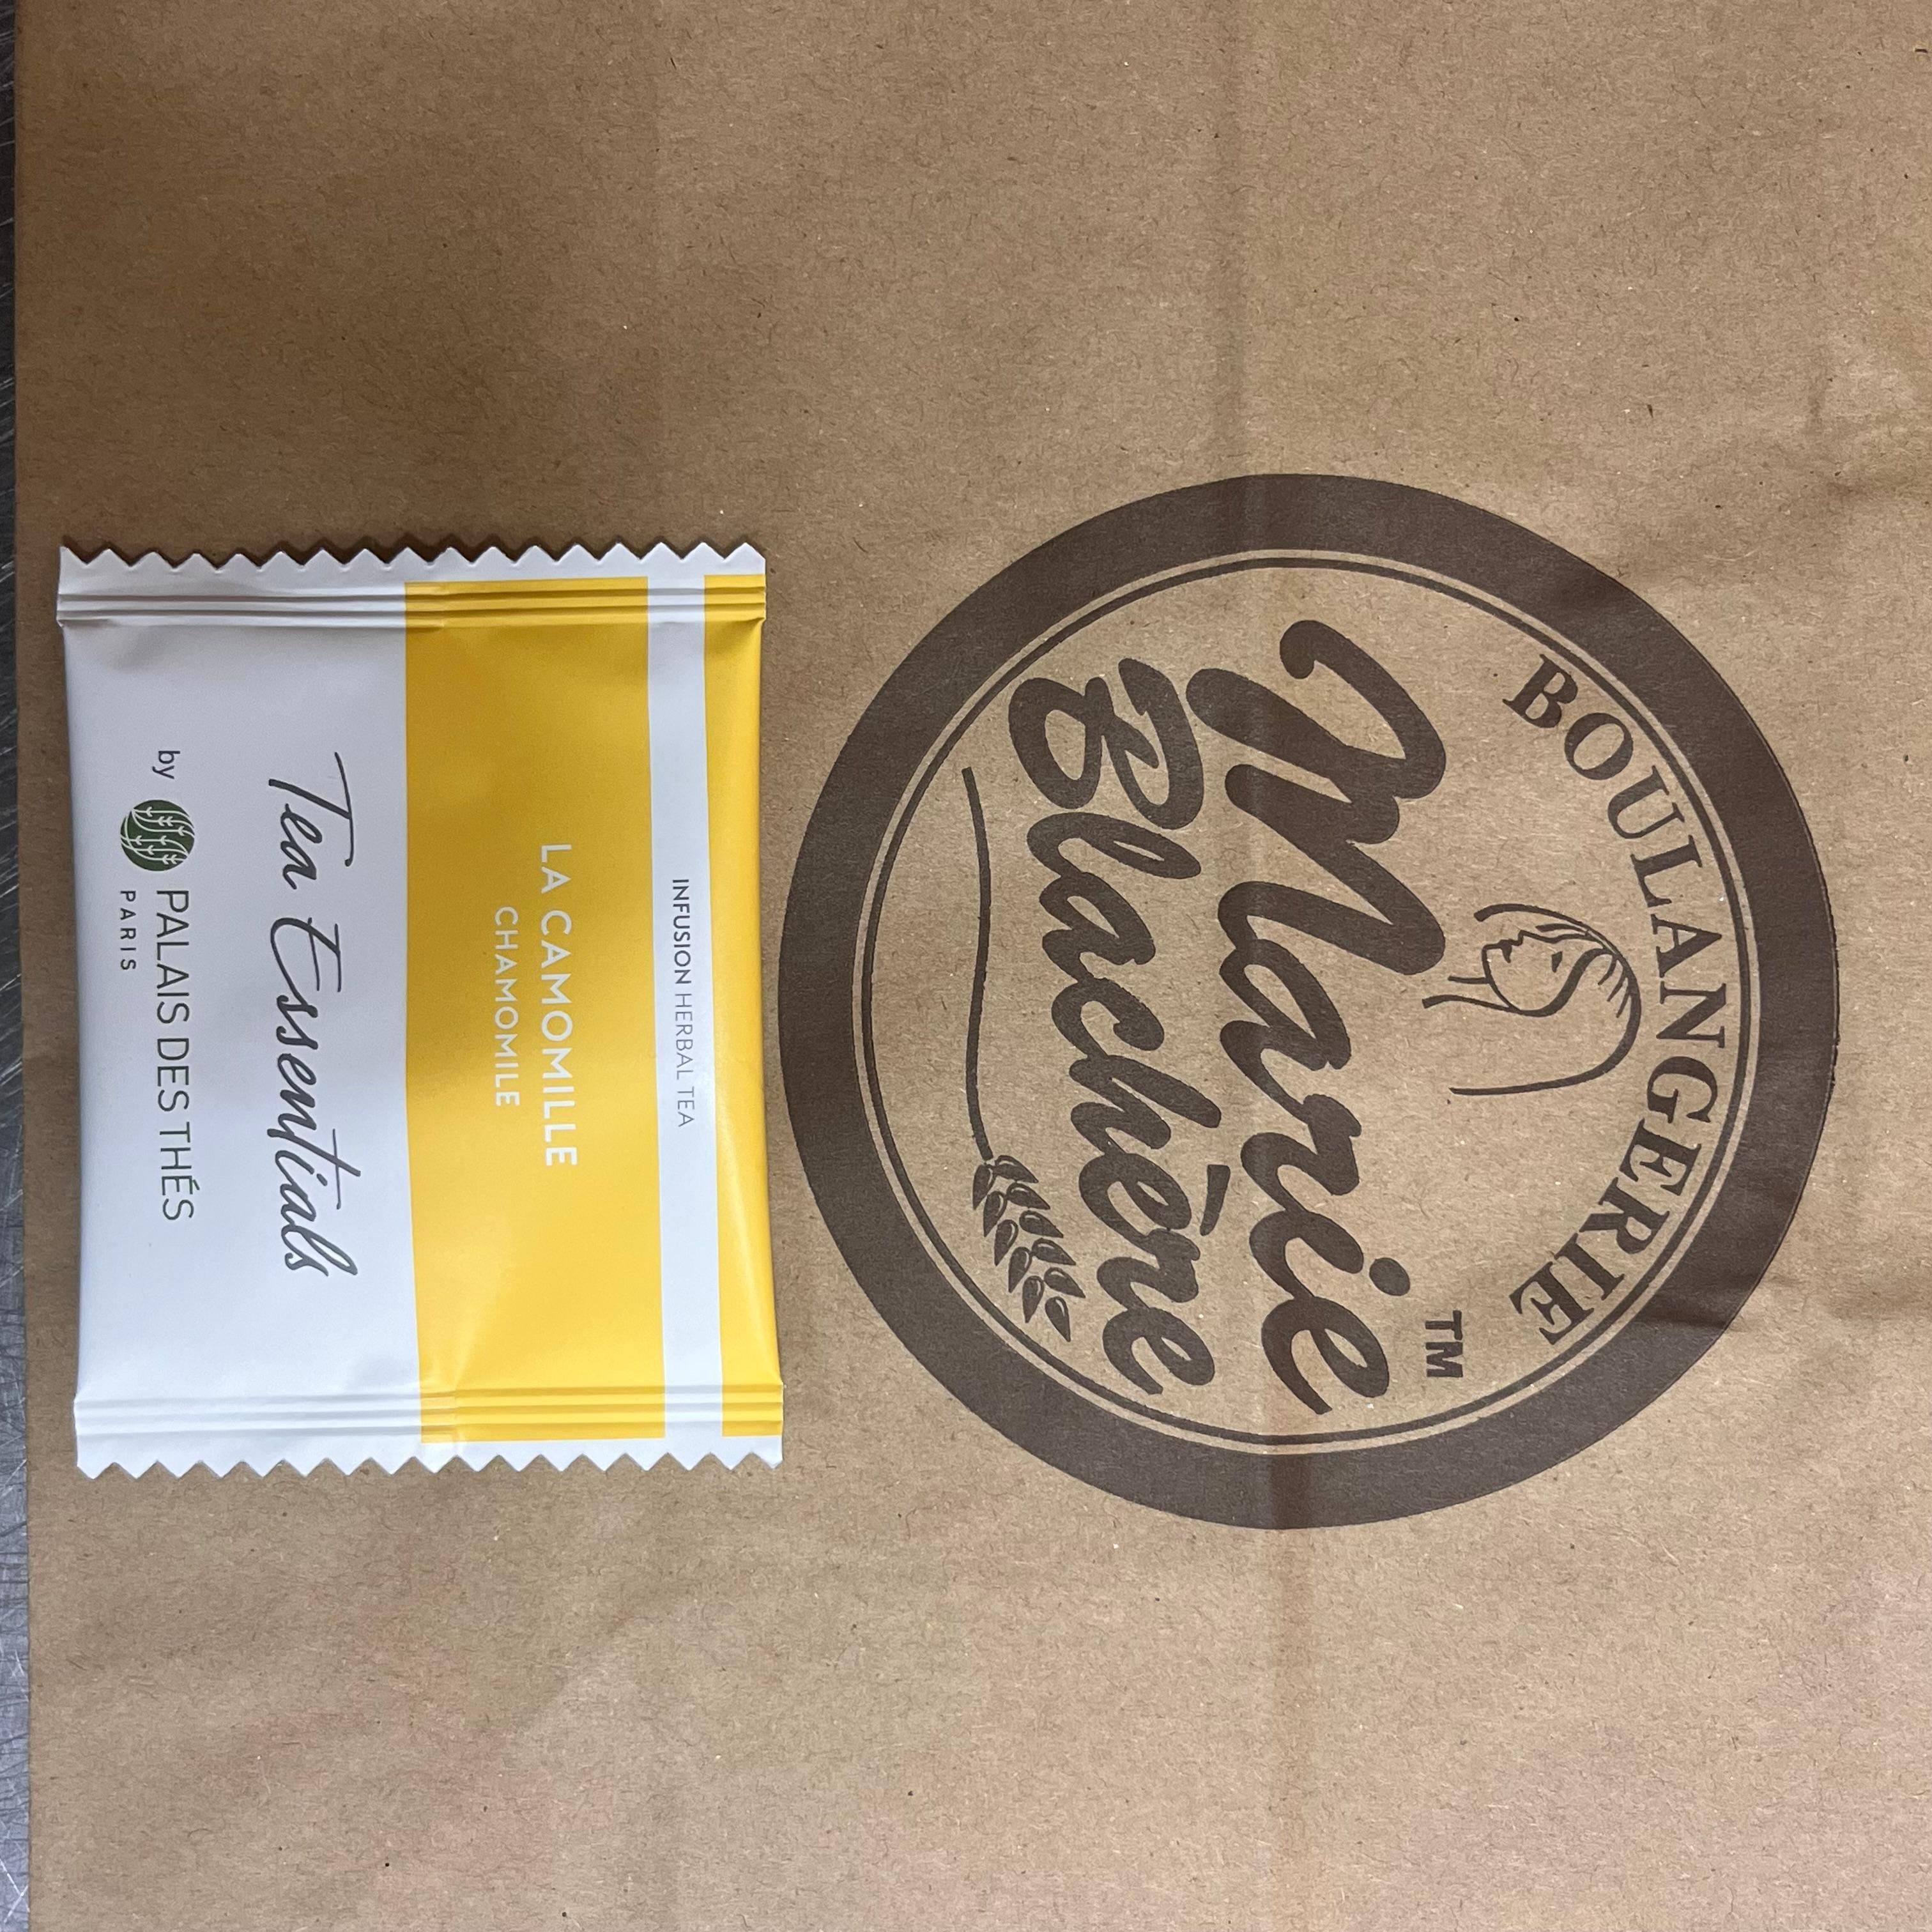 BOULANGERIE
Marie
Blachère
TM
INFUSION HERBAL TEA
LA CAMOMILLE
CHAMOMILE
Tea Essentials
by PALAIS DES THÉS
PARIS